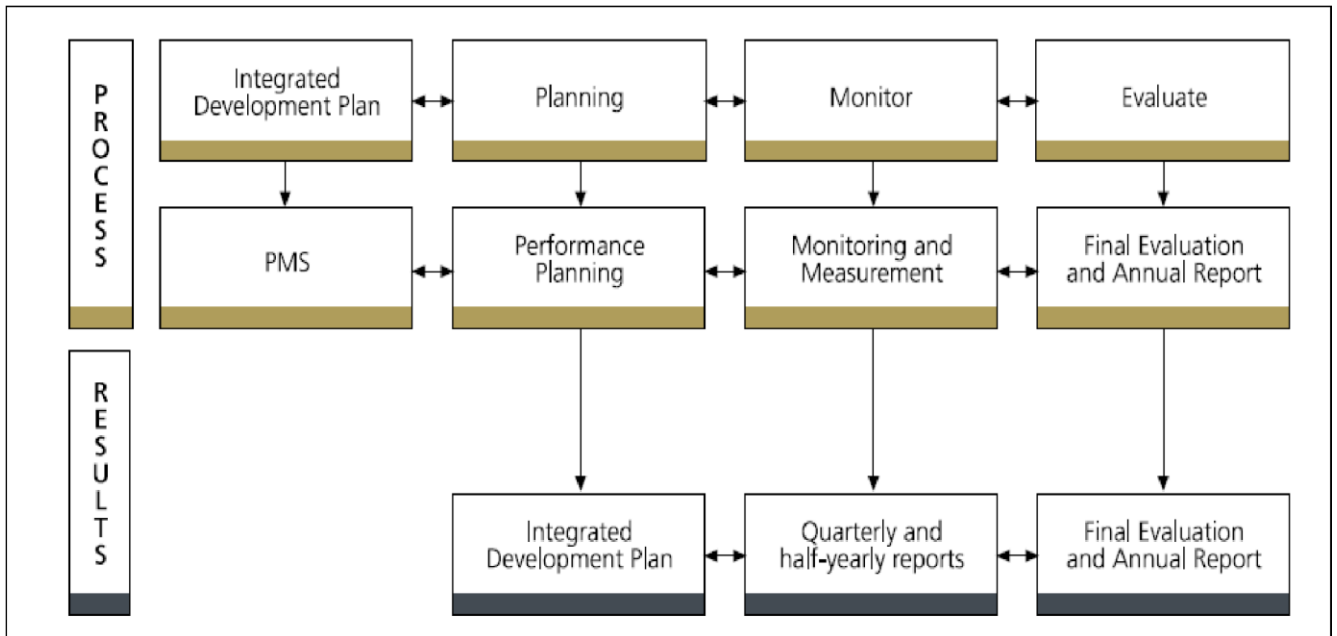 PROCESS
Integrated
Development Plan
Planning
Monitor
Evaluate
PMS
Performance
Planning
Monitoring and
Measurement
Final Evaluation
and Annual Report
RESULTS
Integrated
Development Plan
Quarterly and
half-yearly reports
Final Evaluation
and Annual Report